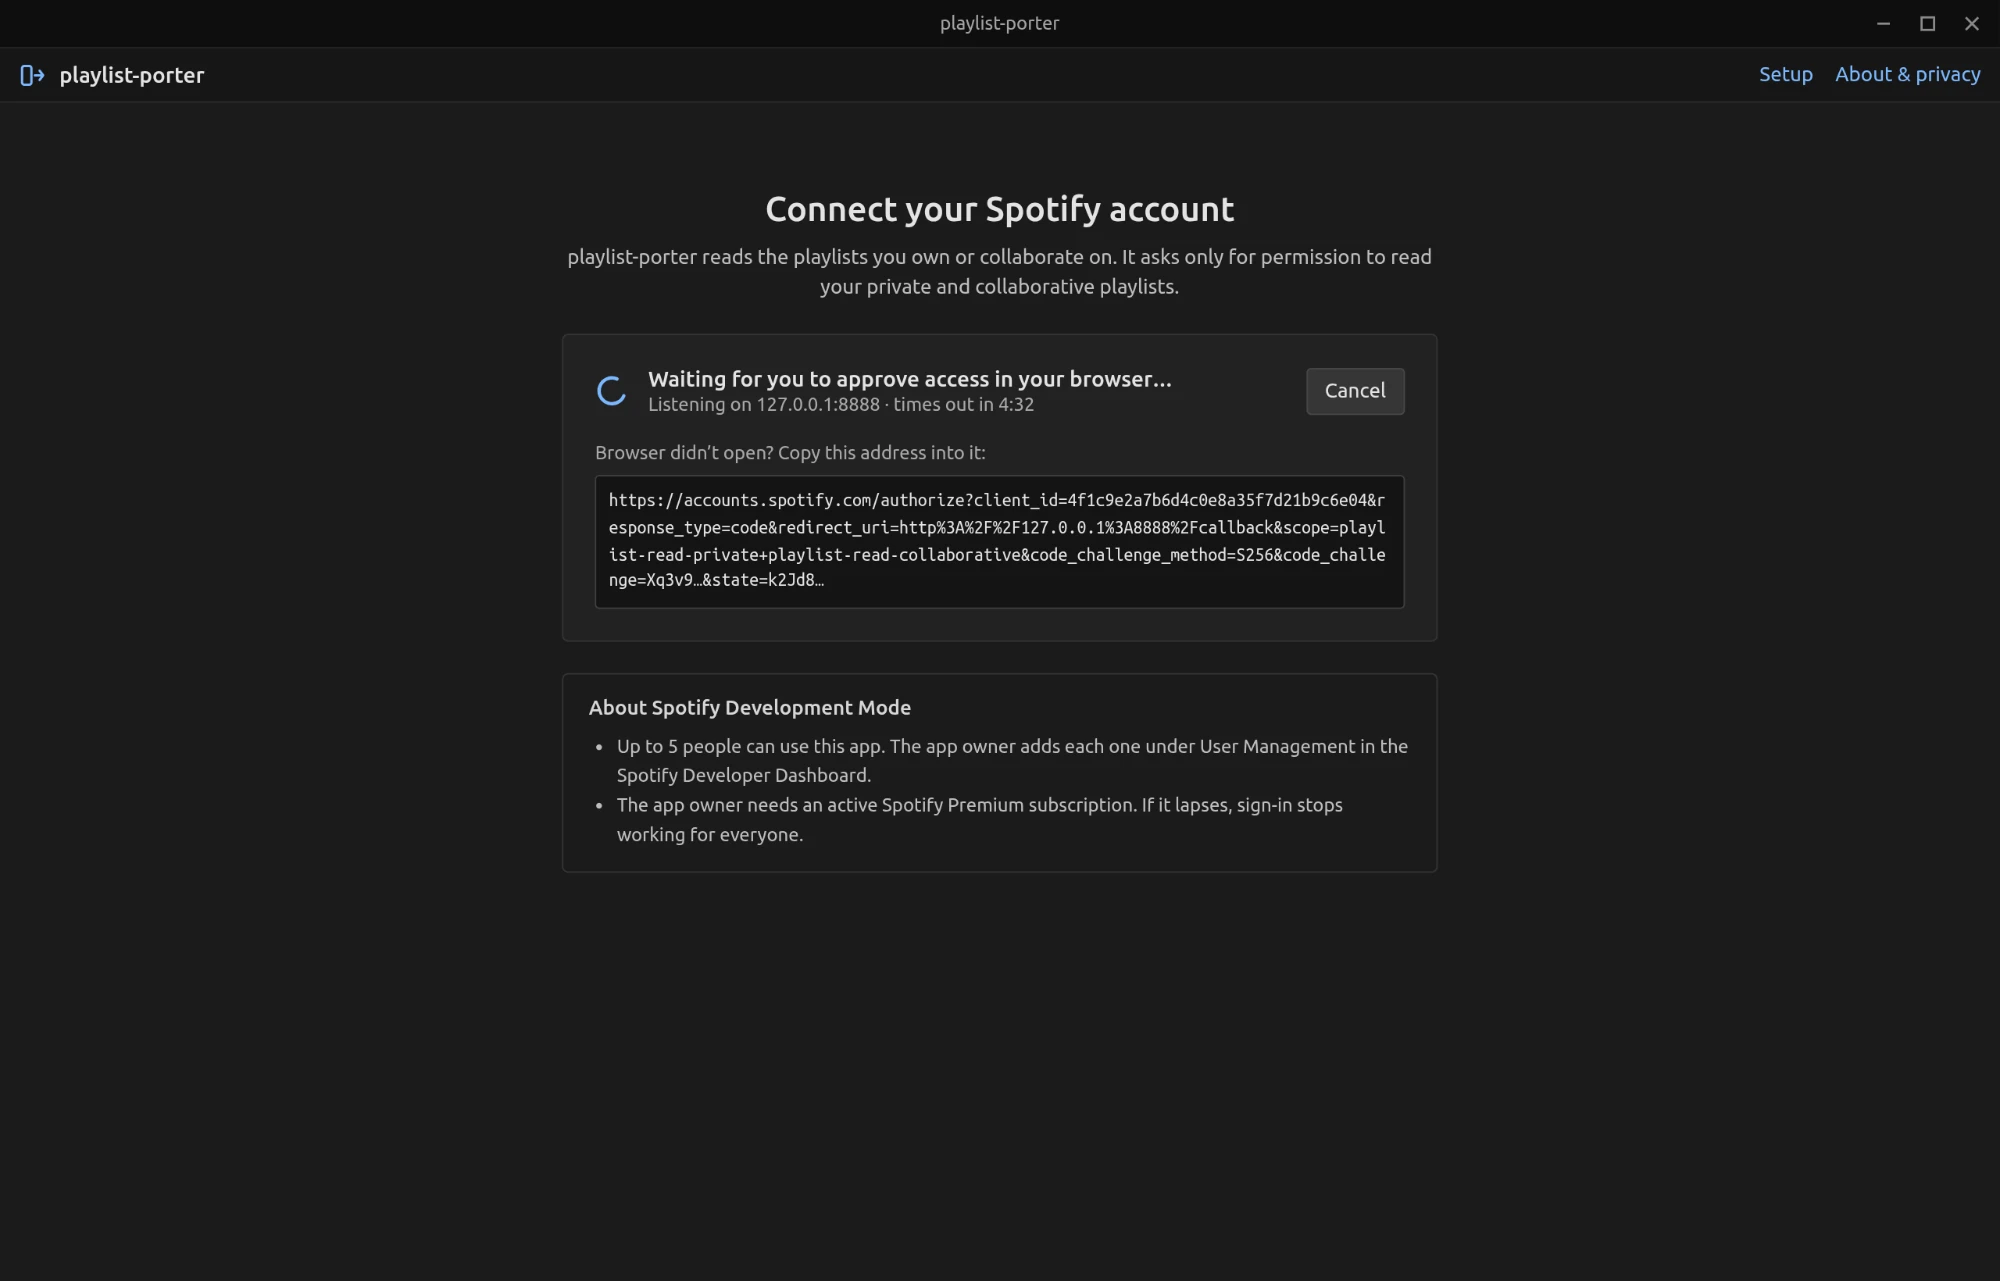 playlist-porter
playlist-porter
Setup
About & privacy
Connect your Spotify account
playlist-porter reads the playlists you own or collaborate on. It asks only for permission to read
your private and collaborative playlists.
Waiting for you to approve access in your browser…
Listening on 127.0.0.1:8888 · times out in 4:32
Cancel
Browser didn’t open? Copy this address into it:
https://accounts.spotify.com/authorize?client_id=4f1c9e2a7b6d4c0e8a35f7d21b9c6e04&r
esponse_type=code&redirect_uri=http%3A%2F%2F127.0.0.1%3A8888%2Fcallback&scope=playl
ist-read-private+playlist-read-collaborative&code_challenge_method=S256&code_challe
nge=Xq3v9…&state=k2Jd8…
About Spotify Development Mode
• Up to 5 people can use this app. The app owner adds each one under User Management in the
Spotify Developer Dashboard.
• The app owner needs an active Spotify Premium subscription. If it lapses, sign-in stops
working for everyone.